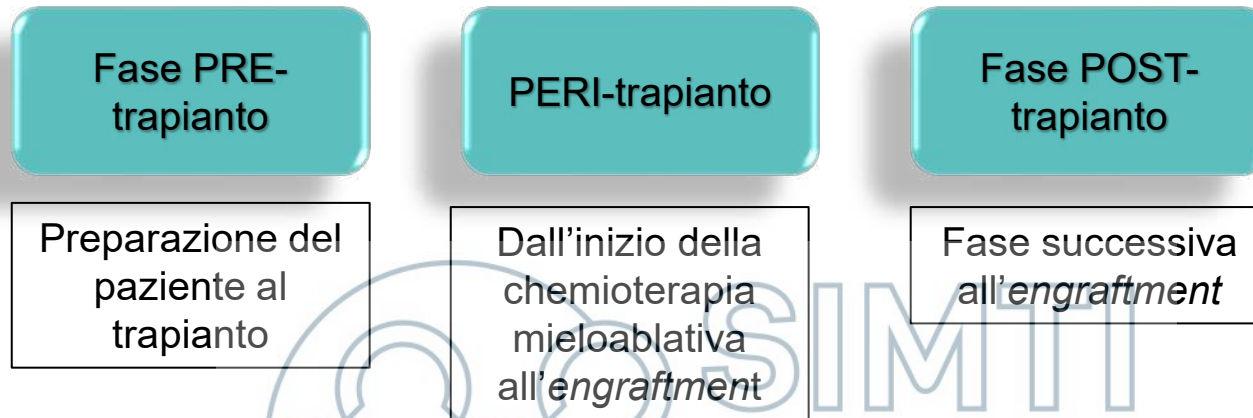 Fase PRE-
trapianto
Preparazione del
paziente al
trapianto
PERI-trapianto
Dall’inizio della
chemioterapia
mieloablativa
all’engraftment
Fase POST-
trapianto
Fase successiva
all’engraftment
SIMTI